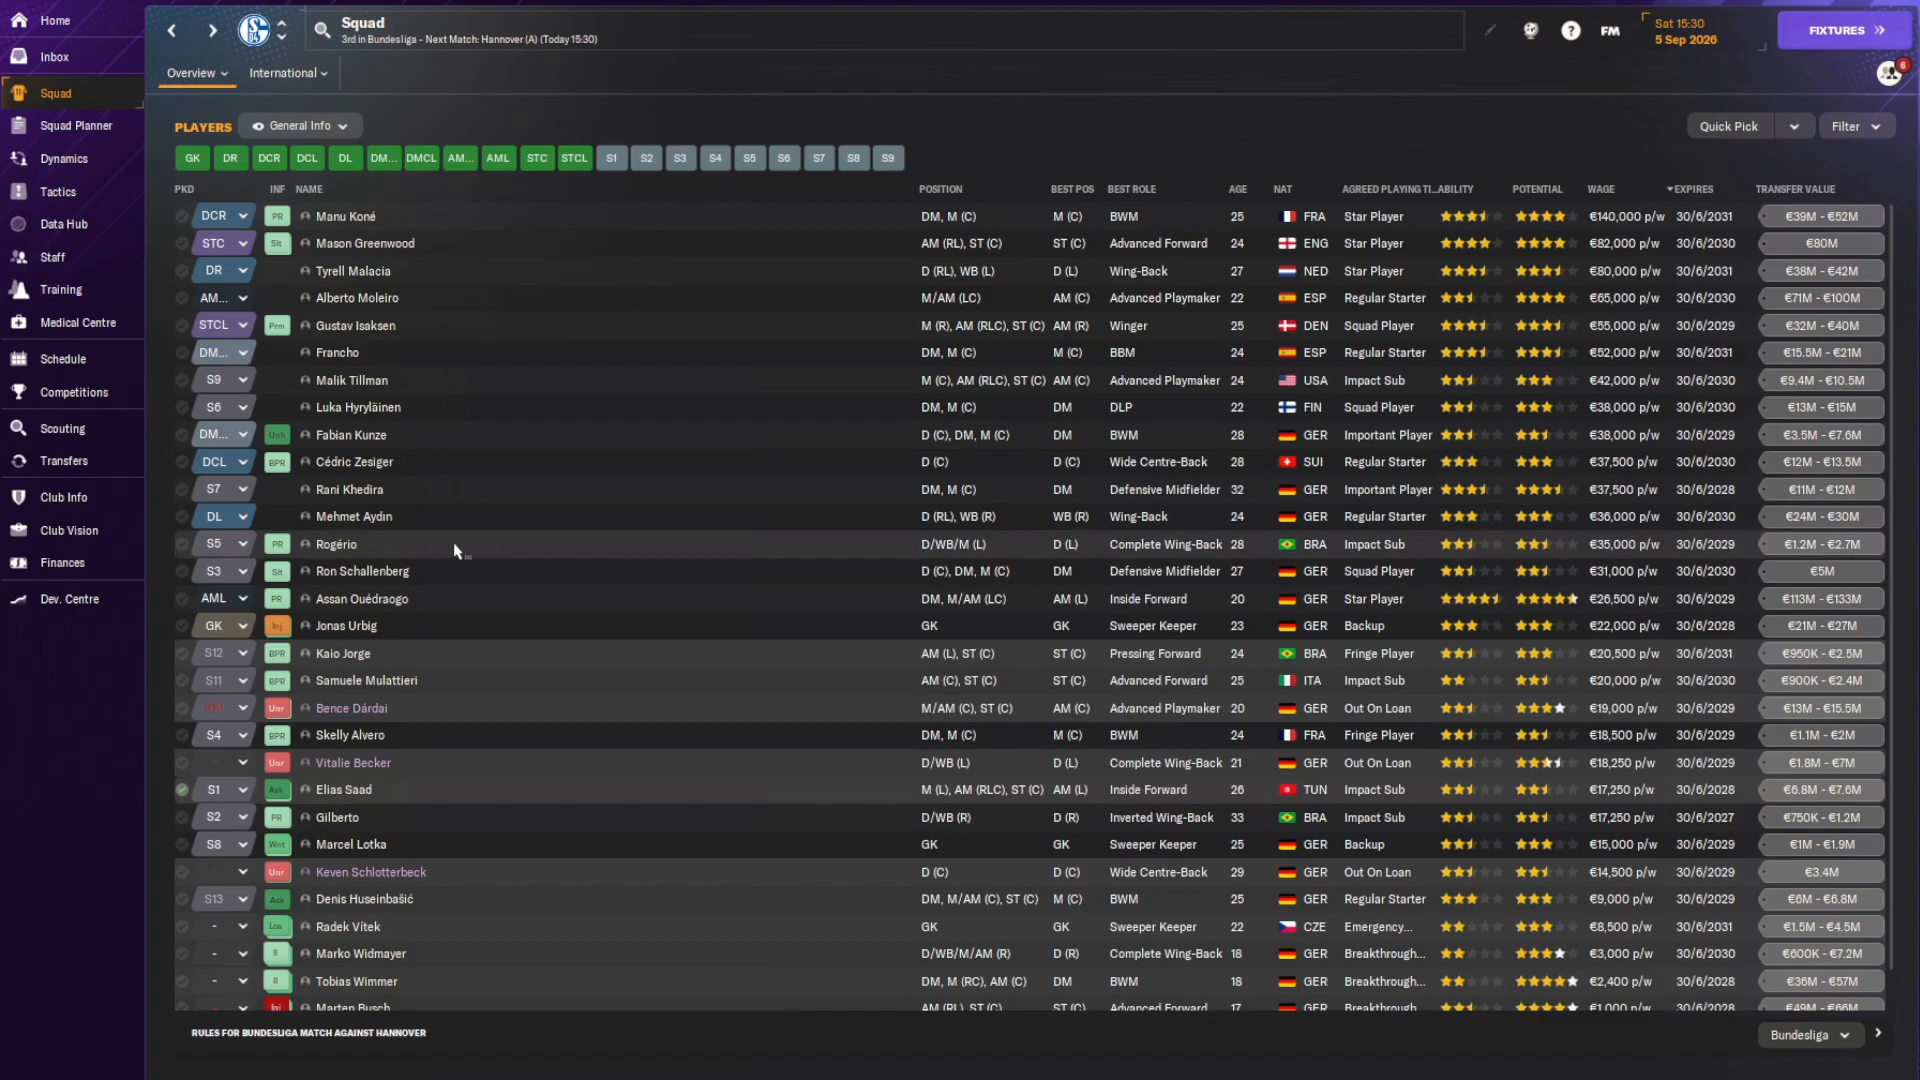 Home
Inbox
Squad
Squad Planner
Dynamics
Tactics
Data Hub
Staff
Training
Medical Centre
Schedule
Competitions
Scouting
Transfers
Club Info
Club Vision
Finances
Dev. Centre
Squad
3rd in Bundesliga - Next Match: Hannover (A) (Today 15:30)
FM
Sat 15:30
5 Sep 2026
FIXTURES
6
Overview International
PLAYERS General Info
Quick Pick Filter
GK DR DCR DCL DL DM... DMCL AM... AML STC STCL S1 S2 S3 S4 S5 S6 S7 S8 S9
PKD INF NAME POSITION BEST POS BEST ROLE AGE NAT AGREED PLAYING TI... ABILITY POTENTIAL WAGE EXPIRES TRANSFER VALUE
DCR PR Manu Koné DM, M (C) M (C) BWM 25 FRA Star Player €140,000 p/w 30/6/2031 €39M - €52M
STC Slt Mason Greenwood AM (RL), ST (C) ST (C) Advanced Forward 24 ENG Star Player €82,000 p/w 30/6/2030 €80M
DR Tyrell Malacia D (RL), WB (L) D (L) Wing-Back 27 NED Star Player €80,000 p/w 30/6/2031 €38M - €42M
AM... Alberto Moleiro M/AM (LC) AM (C) Advanced Playmaker 22 ESP Regular Starter €65,000 p/w 30/6/2030 €71M - €100M
STCL Prm Gustav Isaksen M (R), AM (RLC), ST (C) AM (R) Winger 25 DEN Squad Player €55,000 p/w 30/6/2029 €32M - €40M
DM... Francho DM, M (C) M (C) BBM 24 ESP Regular Starter €52,000 p/w 30/6/2031 €15.5M - €21M
S9 Malik Tillman M (C), AM (RLC), ST (C) AM (C) Advanced Playmaker 24 USA Impact Sub €42,000 p/w 30/6/2030 €9.4M - €10.5M
S6 Luka Hyryläinen DM, M (C) DM DLP 22 FIN Squad Player €38,000 p/w 30/6/2030 €13M - €15M
DM... Unh Fabian Kunze D (C), DM, M (C) DM BWM 28 GER Important Player €38,000 p/w 30/6/2029 €3.5M - €7.6M
DCL BPR Cédric Zesiger D (C) D (C) Wide Centre-Back 28 SUI Regular Starter €37,500 p/w 30/6/2030 €12M - €13.5M
S7 Rani Khedira DM, M (C) DM Defensive Midfielder 32 GER Important Player €37,500 p/w 30/6/2028 €11M - €12M
DL Mehmet Aydın D (RL), WB (R) WB (R) Wing-Back 24 GER Regular Starter €36,000 p/w 30/6/2029 €24M - €30M
S5 PR Rogério D/WB/M (L) D (L) Complete Wing-Back 28 BRA Impact Sub €35,000 p/w 30/6/2029 €1.2M - €2.7M
S3 Slt Ron Schallenberg D (C), DM, M (C) DM Defensive Midfielder 27 GER Squad Player €31,000 p/w 30/6/2030 €5M
AML PR Assan Ouédraogo DM, M/AM (LC) AM (L) Inside Forward 20 GER Star Player €26,500 p/w 30/6/2029 €113M - €133M
GK Inj Jonas Urbig GK GK Sweeper Keeper 23 GER Backup €22,000 p/w 30/6/2028 €21M - €27M
S12 BPR Kaio Jorge AM (L), ST (C) ST (C) Pressing Forward 24 BRA Fringe Player €20,500 p/w 30/6/2031 €950K - €2.5M
S11 BPR Samuele Mulattieri AM (C), ST (C) ST (C) Advanced Forward 25 ITA Impact Sub €20,000 p/w 30/6/2030 €900K - €2.4M
Unr Bence Dárdai M/AM (C), ST (C) AM (C) Advanced Playmaker 20 GER Out On Loan €19,000 p/w 30/6/2029 €13M - €15.5M
S4 BPR Skelly Alvero DM, M (C) M (C) BWM 24 FRA Fringe Player €18,500 p/w 30/6/2029 €1.1M - €2M
- Unr Vitalie Becker D/WB (L) D (L) Complete Wing-Back 21 GER Out On Loan €18,250 p/w 30/6/2029 €1.8M - €7M
S1 Ask Elias Saad M (L), AM (RLC), ST (C) AM (L) Inside Forward 26 TUN Impact Sub €17,250 p/w 30/6/2028 €6.8M - €7.6M
S2 PR Gilberto D/WB (R) D (R) Inverted Wing-Back 33 BRA Impact Sub €17,250 p/w 30/6/2027 €750K - €1.2M
S8 Wnt Marcel Lotka GK GK Sweeper Keeper 25 GER Backup €15,000 p/w 30/6/2029 €1M - €1.9M
- Unr Keven Schlotterbeck D (C) D (C) Wide Centre-Back 29 GER Out On Loan €14,500 p/w 30/6/2029 €3.4M
S13 Ask Denis Huseinbašić DM, M/AM (C), ST (C) M (C) BWM 25 GER Regular Starter €9,000 p/w 30/6/2029 €6M - €6.8M
- Loa Radek Vítek GK GK Sweeper Keeper 22 CZE Emergency... €8,500 p/w 30/6/2031 €1.5M - €4.5M
- II Marko Widmayer D/WB/M/AM (R) D (R) Complete Wing-Back 18 GER Breakthrough... €3,000 p/w 30/6/2030 €600K - €7.2M
- II Tobias Wimmer DM, M (RC), AM (C) DM BWM 18 GER Breakthrough... €2,400 p/w 30/6/2028 €36M - €57M
- Inj Marten Busch AM (RL), ST (C) ST (C) Advanced Forward 17 GER Breakthrough... €1,000 p/w 30/6/2028 €49M - €66M
RULES FOR BUNDESLIGA MATCH AGAINST HANNOVER
Bundesliga